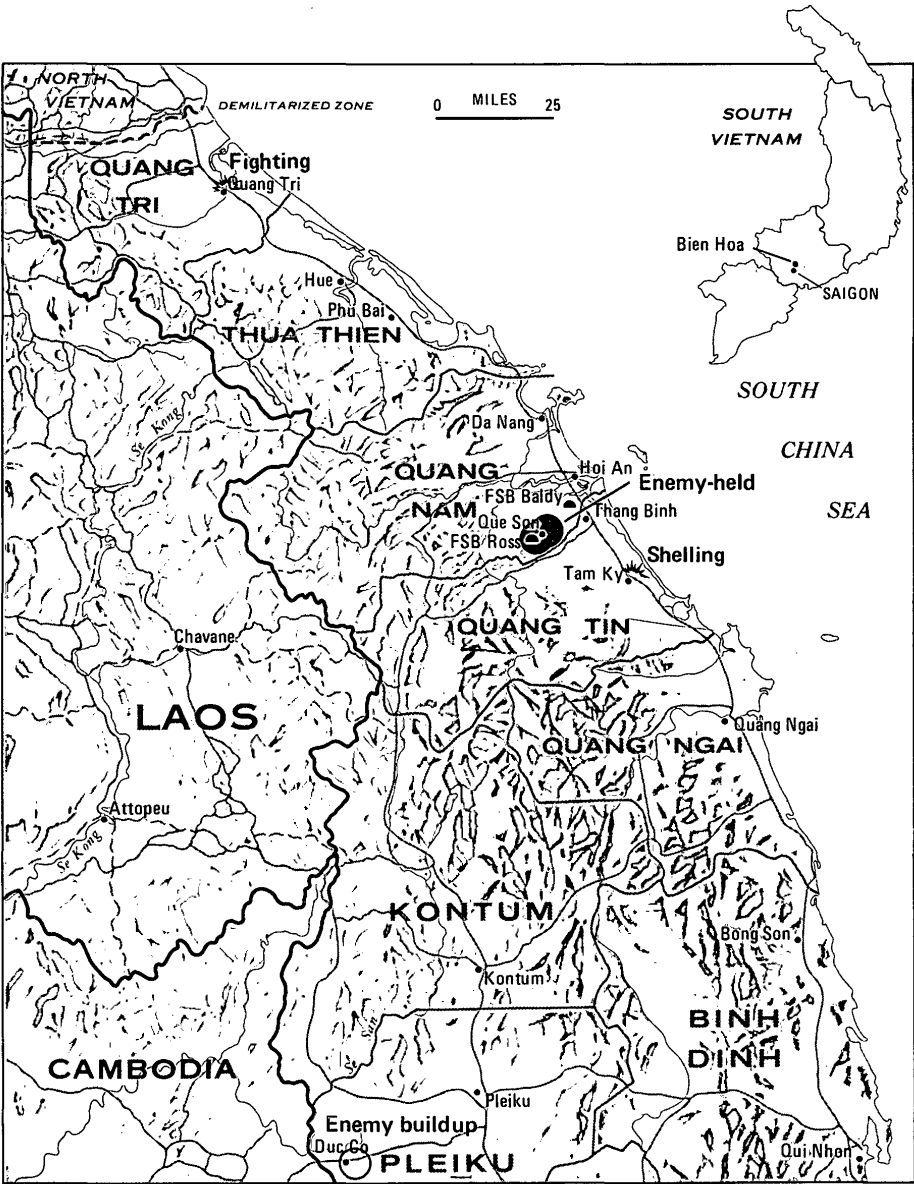 NORTH
VIETNAM
DEMILITARIZED ZONE
0 MILES 25
SOUTH
VIETNAM
QUANG
TRI
Fighting
Quang Tri
Bien Hoa
SAIGON
Hue
Phu Bai
THUA THIEN
SOUTH
CHINA
SEA
Se Kong
Da Nang
QUANG
NAM
Hoi An
Enemy-held
FSB Baldy
Thang Binh
Que Son
FSB Ross
Shelling
Tam Ky
QUANG TIN
Chavane
LAOS
Quang Ngai
QUANG NGAI
Attopeu
Se Kong
KONTUM
Bong Son
Kontum
BINH
DINH
Se San
CAMBODIA
Pleiku
Enemy buildup
Duc Co
PLEIKU
Qui Nhon